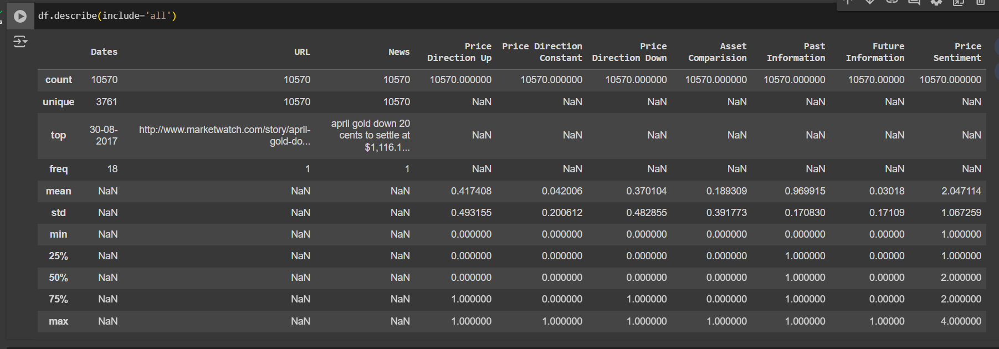 df.describe(include='all')
s
Dates URL News Price Direction Up Price Direction Constant Price Direction Down Asset Comparision Past Information Future Information Price Sentiment
count 10570 10570 10570 10570.000000 10570.000000 10570.000000 10570.000000 10570.000000 10570.00000 10570.000000
unique 3761 10570 10570 NaN NaN NaN NaN NaN NaN NaN
top 30-08-2017 http://www.marketwatch.com/story/april-gold-do... april gold down 20 cents to settle at $1,116.1... NaN NaN NaN NaN NaN NaN NaN
freq 18 1 1 NaN NaN NaN NaN NaN NaN NaN
mean NaN NaN NaN 0.417408 0.042006 0.370104 0.189309 0.969915 0.03018 2.047114
std NaN NaN NaN 0.493155 0.200612 0.482855 0.391773 0.170830 0.17109 1.067259
min NaN NaN NaN 0.000000 0.000000 0.000000 0.000000 0.000000 0.00000 1.000000
25% NaN NaN NaN 0.000000 0.000000 0.000000 0.000000 1.000000 0.00000 1.000000
50% NaN NaN NaN 0.000000 0.000000 0.000000 0.000000 1.000000 0.00000 2.000000
75% NaN NaN NaN 1.000000 0.000000 1.000000 0.000000 1.000000 0.00000 2.000000
max NaN NaN NaN 1.000000 1.000000 1.000000 1.000000 1.000000 1.00000 4.000000